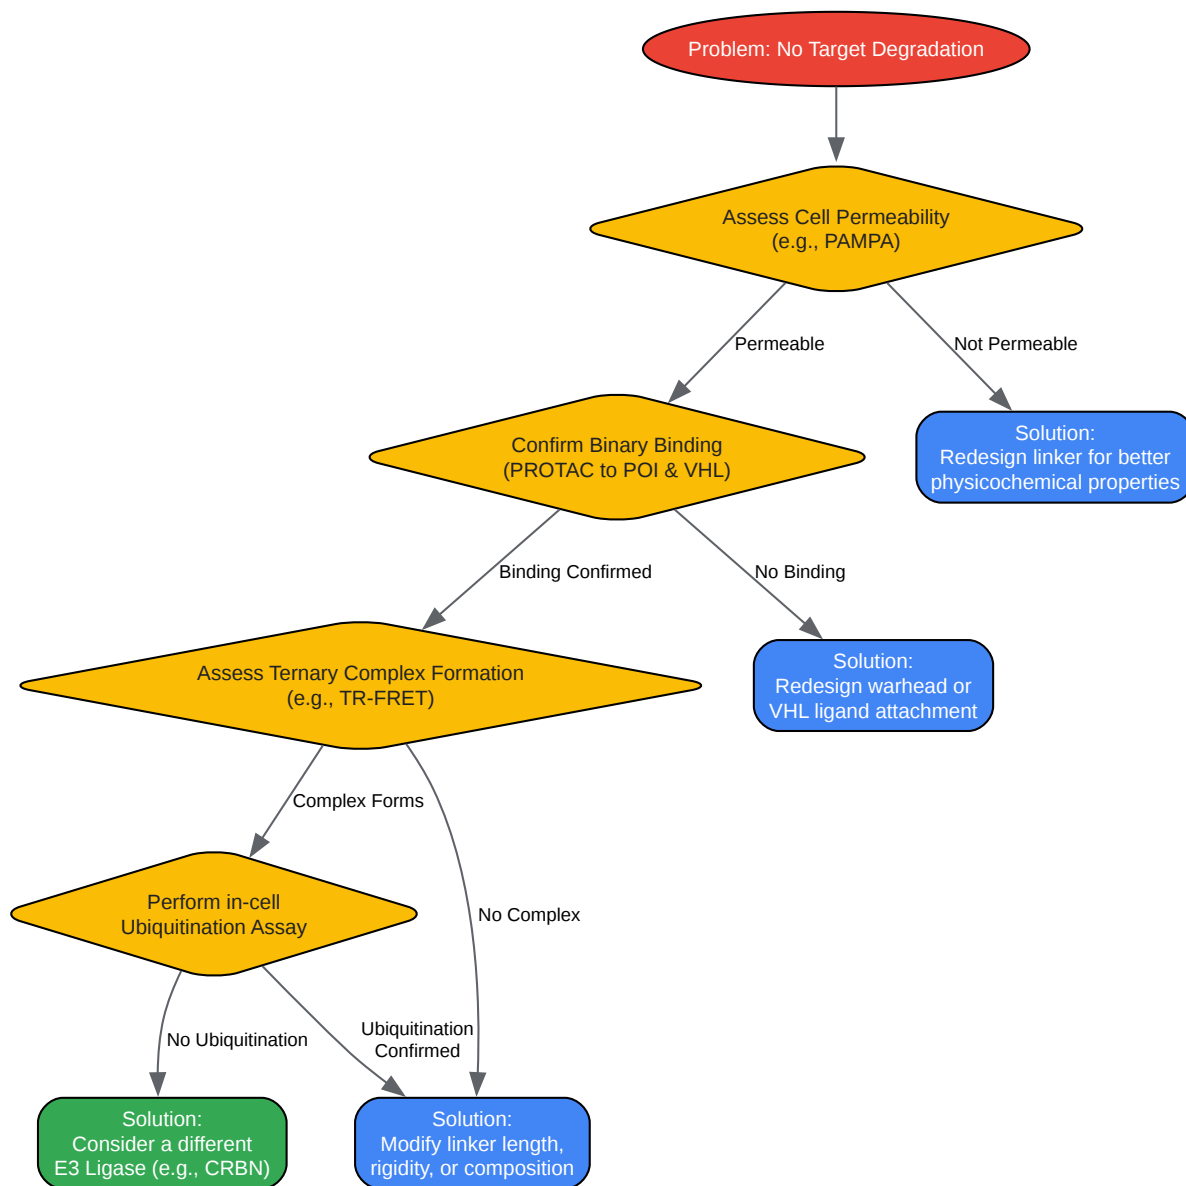 Problem: No Target Degradation
Assess Cell Permeability
(e.g., PAMPA)
Permeable
Not Permeable
Confirm Binary Binding
(PROTAC to POI & VHL)
Solution:
Redesign linker for better
physicochemical properties
Binding Confirmed
No Binding
Assess Ternary Complex Formation
(e.g., TR-FRET)
Solution:
Redesign warhead or
VHL ligand attachment
Complex Forms
Perform in-cell
Ubiquitination Assay
No Complex
No Ubiquitination
Ubiquitination
Confirmed
Solution:
Consider a different
E3 Ligase (e.g., CRBN)
Solution:
Modify linker length,
rigidity, or composition